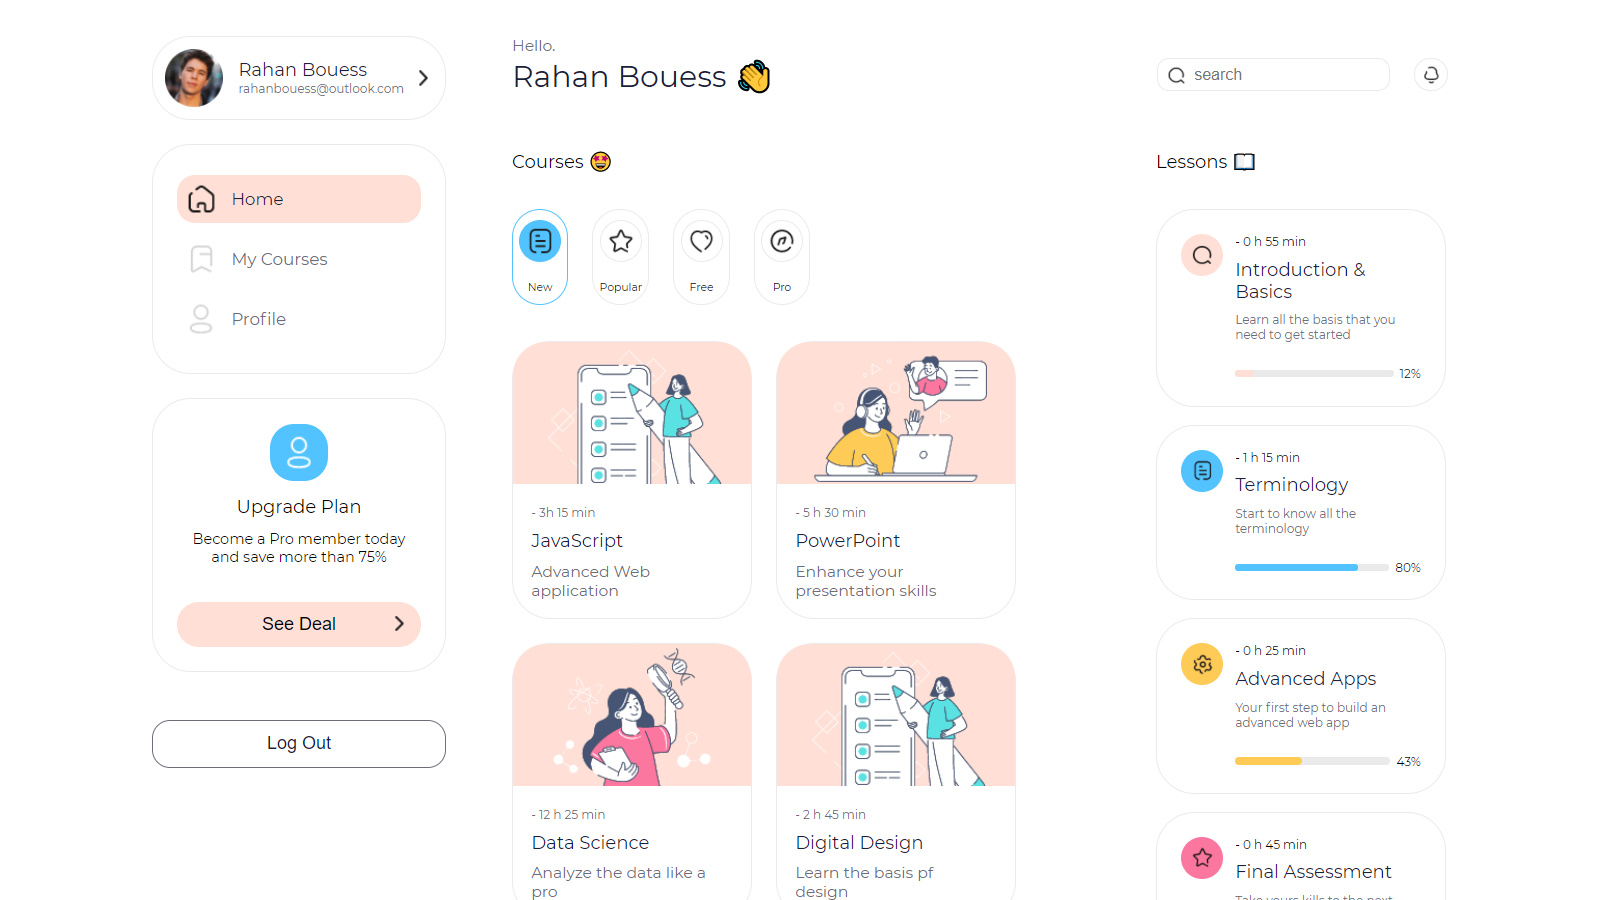 Rahan Bouess
rahanbouess@outlook.com
Home
My Courses
Profile
Upgrade Plan
Become a Pro member today
and save more than 75%
See Deal
Log Out
Hello.
Rahan Bouess
Courses
New
Popular
Free
Pro
- 3h 15 min
JavaScript
Advanced Web
application
- 5 h 30 min
PowerPoint
Enhance your
presentation skills
- 12 h 25 min
Data Science
Analyze the data like a
pro
- 2 h 45 min
Digital Design
Learn the basis pf
design
search
Lessons
- 0 h 55 min
Introduction &
Basics
Learn all the basis that you
need to get started
12%
- 1 h 15 min
Terminology
Start to know all the
terminology
80%
- 0 h 25 min
Advanced Apps
Your first step to build an
advanced web app
43%
- 0 h 45 min
Final Assessment
Take yours kills to the next